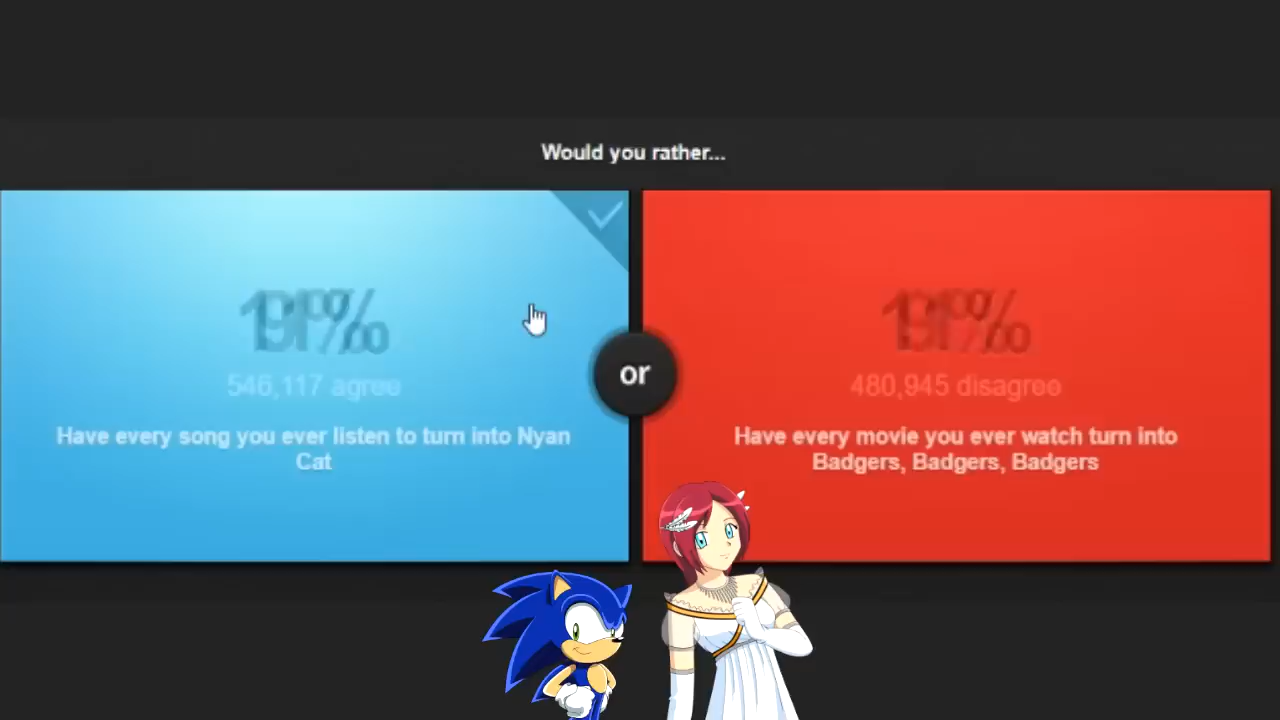 Would you rather...
546,117 agree
Have every song you ever listen to turn into Nyan
Cat
or
480,945 disagree
Have every movie you ever watch turn into
Badgers, Badgers, Badgers